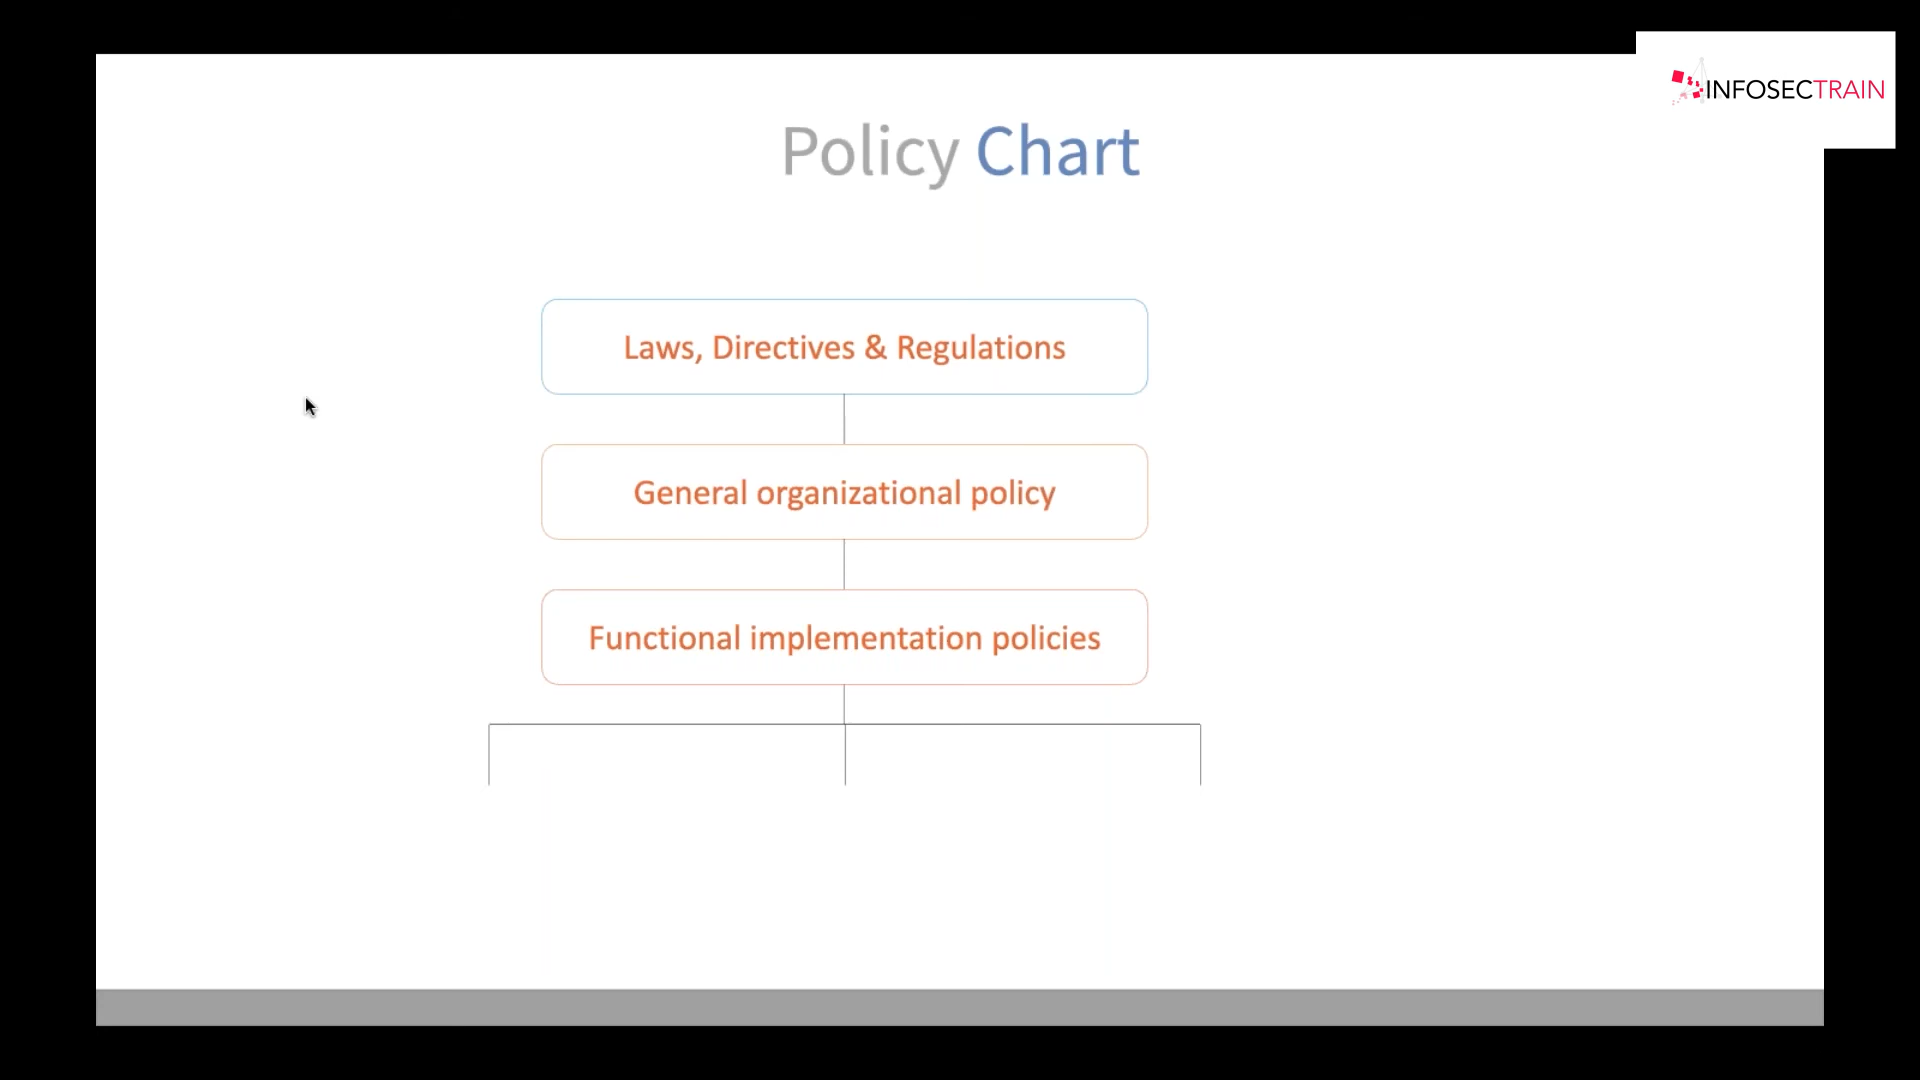 INFOSECTRAIN
Policy Chart
Laws, Directives & Regulations
General organizational policy
Functional implementation policies